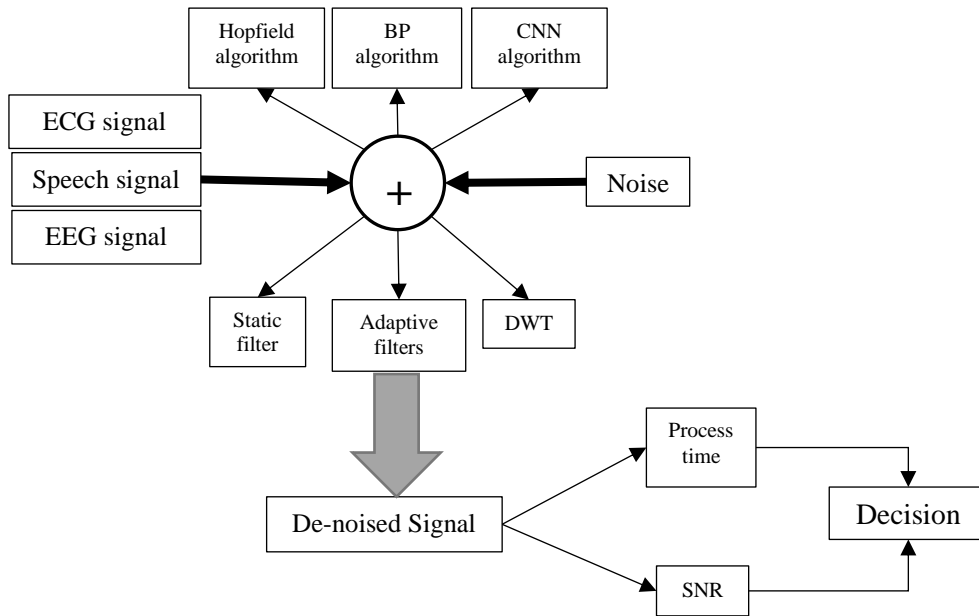 Hopfield
algorithm
BP
algorithm
CNN
algorithm
ECG signal
Speech signal
EEG signal
+
Noise
Static
filter
Adaptive
filters
DWT
Process
time
De-noised Signal
Decision
SNR